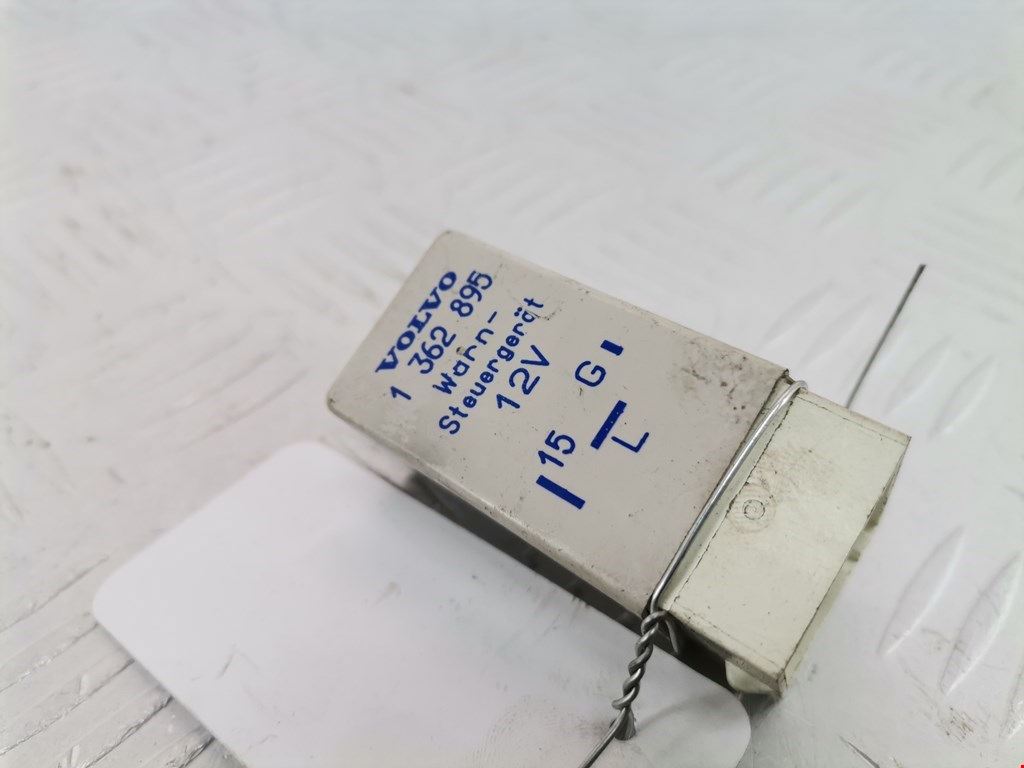 VOLVO
1 362 895
Warn-
Steuergerät
12V
15 G
L